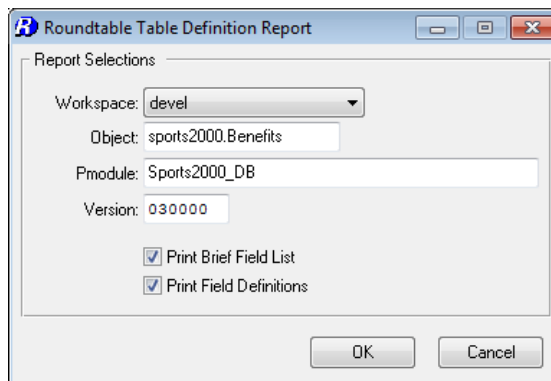 Roundtable Table Definition Report
Report Selections
Workspace: devel
Object: sports2000.Benefits
Pmodule: Sports2000_DB
Version: 030000
Print Brief Field List
Print Field Definitions
OK Cancel